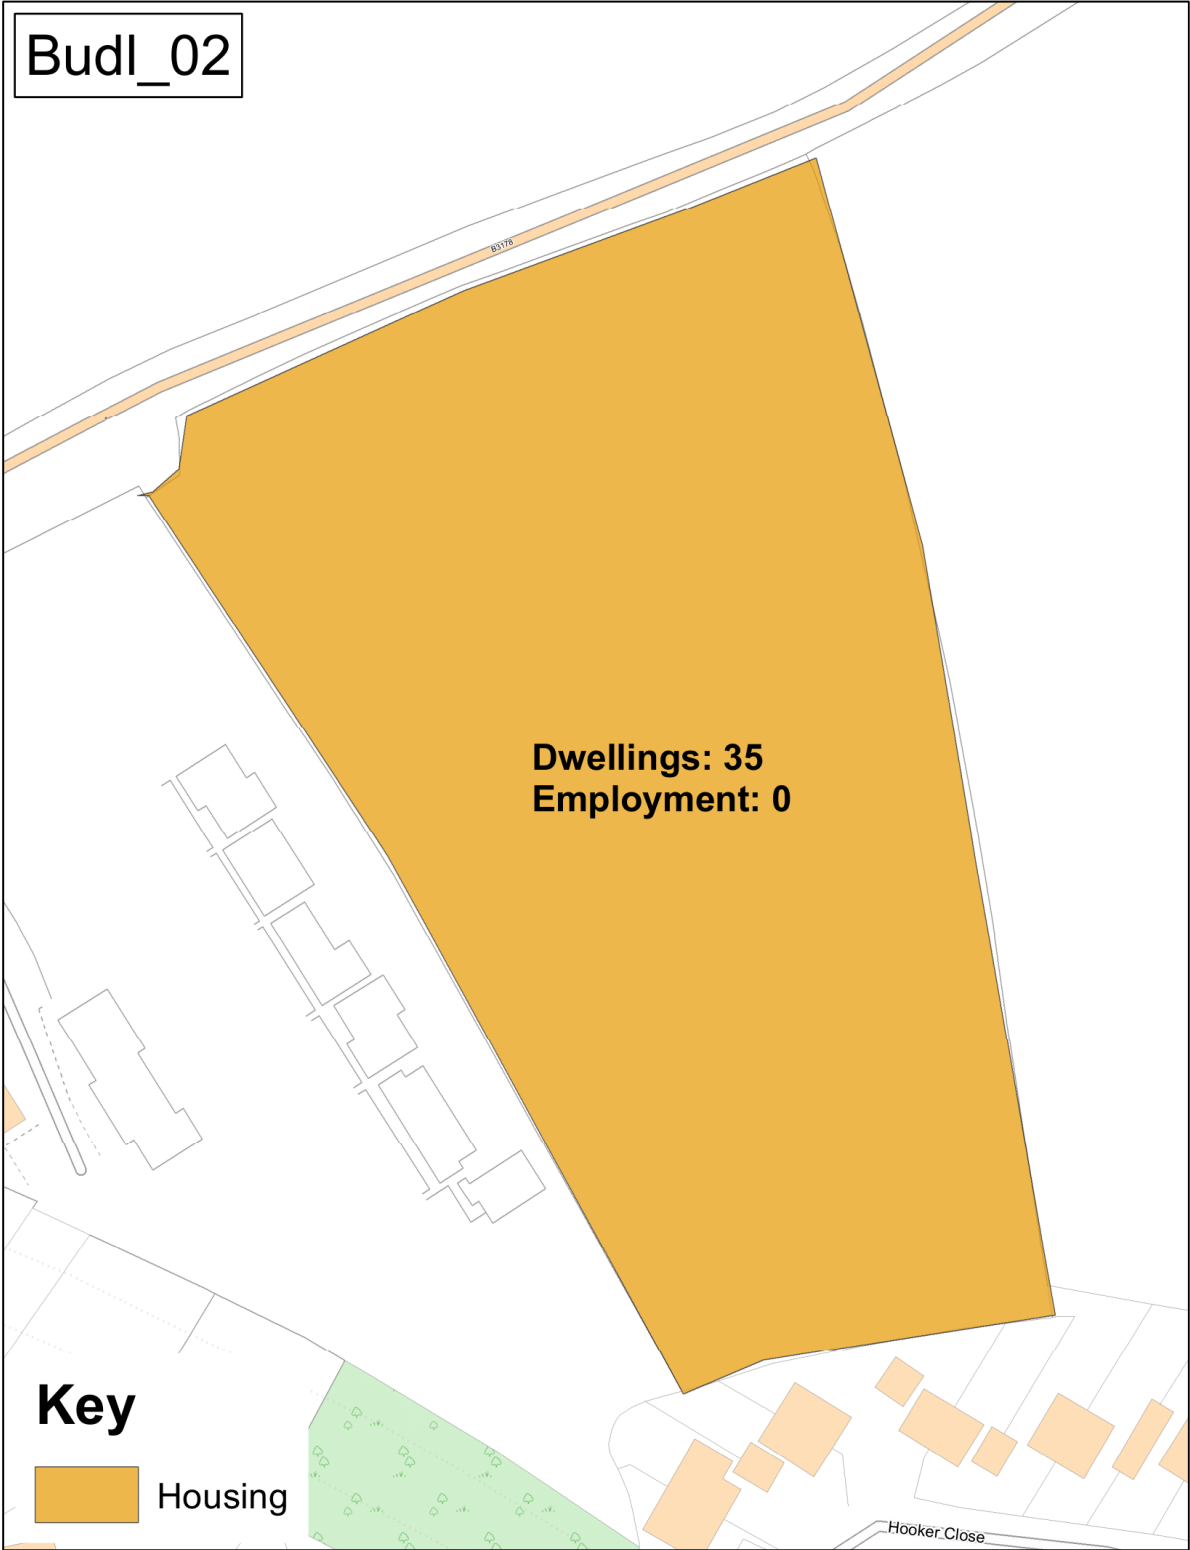 Budl_02
B3178
Dwellings: 35
Employment: 0
Key
Housing
Hooker Close